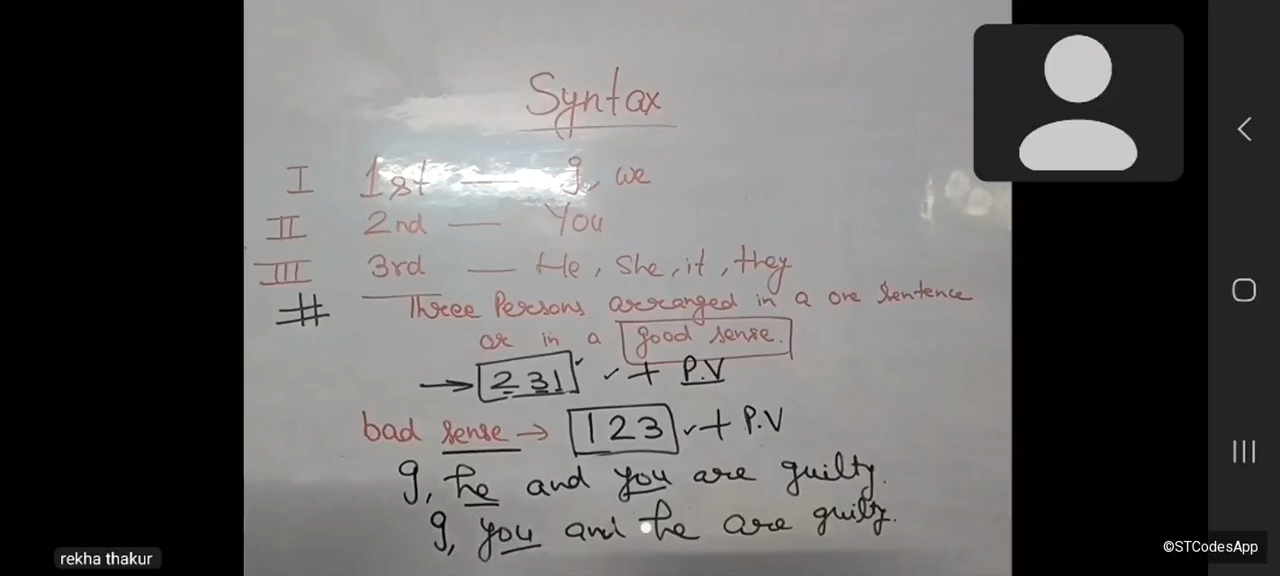 Syntax
I 1st — I, we
II 2nd — You
III 3rd — He, She, it, they
# Three Persons arranged in a one sentence
or in a good sense.
→ 231 ✓ + P.V
bad sense → 123 ✓ + P.V
I, he and you are guilty.
I, you and he are guilty.
rekha thakur
©STCodesApp